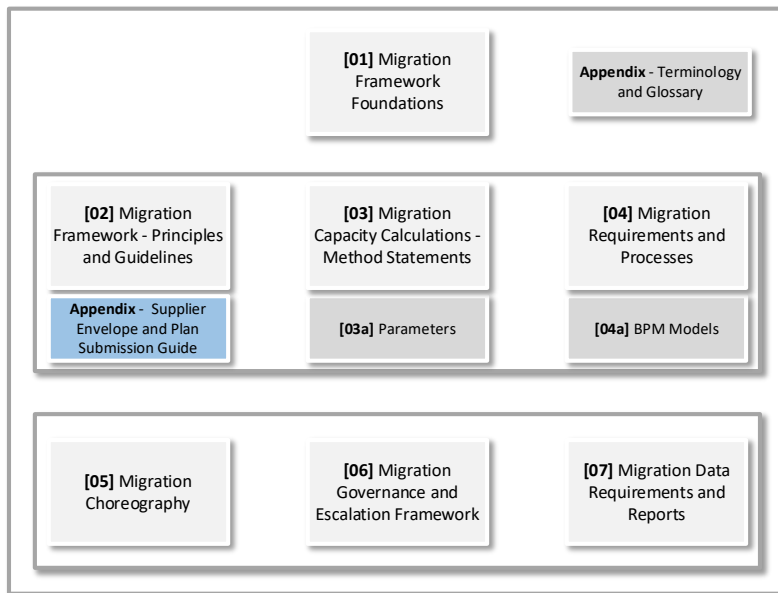 [01] Migration
Framework
Foundations
Appendix - Terminology
and Glossary
[02] Migration
Framework - Principles
and Guidelines
[03] Migration
Capacity Calculations -
Method Statements
[04] Migration
Requirements and
Processes
Appendix - Supplier
Envelope and Plan
Submission Guide
[03a] Parameters
[04a] BPM Models
[05] Migration
Choreography
[06] Migration
Governance and
Escalation Framework
[07] Migration Data
Requirements and
Reports